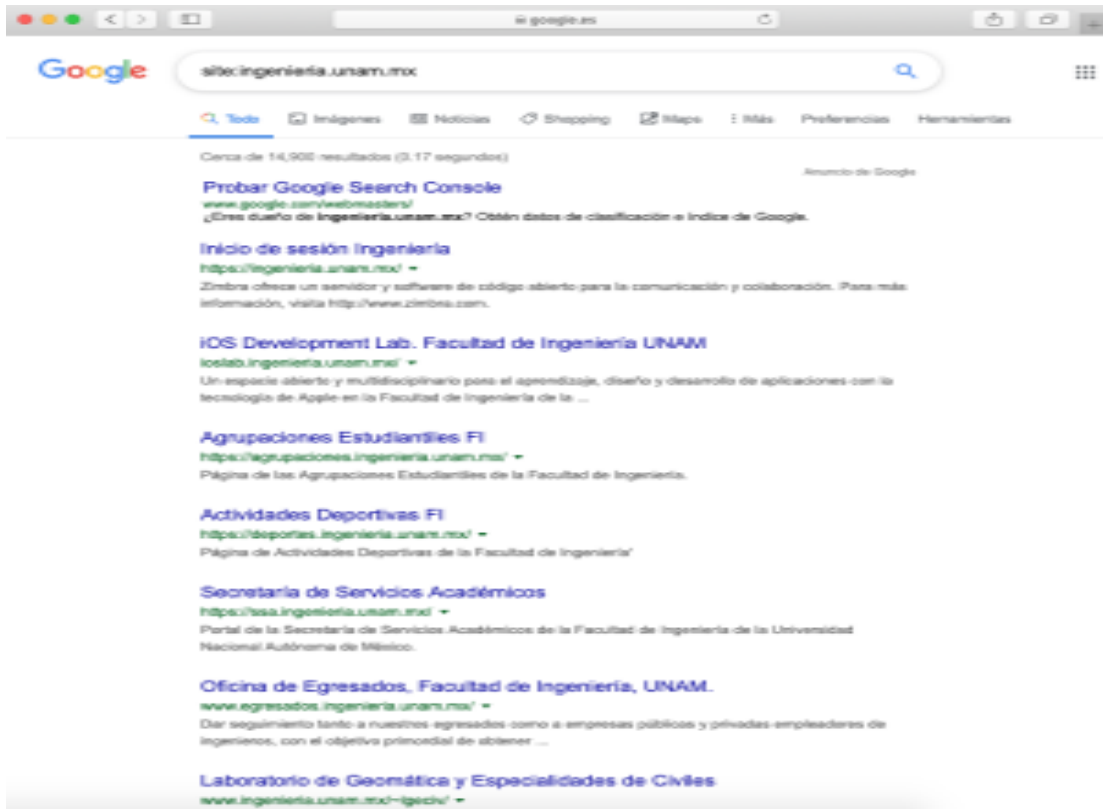 google.es
Google
site:ingenieria.unam.mx
Todo Imágenes Noticias Shopping Maps Más Preferencias Herramientas
Cerca de 14,900 resultados (0.17 segundos)
Anuncio de Google
Probar Google Search Console
www.google.com/webmasters/
¿Eres dueño de ingenieria.unam.mx? Obtén datos de clasificación e índice de Google.
Inicio de sesión Ingeniería
https://ingenieria.unam.mx/
Zimbra ofrece un servidor y software de código abierto para la comunicación y colaboración. Para más
información, visita http://www.zimbra.com.
iOS Development Lab. Facultad de Ingeniería UNAM
ioslab.ingenieria.unam.mx/
Un espacio abierto y multidisciplinario para el aprendizaje, diseño y desarrollo de aplicaciones con la
tecnología de Apple en la Facultad de Ingeniería de la ...
Agrupaciones Estudiantiles FI
https://agrupaciones.ingenieria.unam.mx/
Página de las Agrupaciones Estudiantiles de la Facultad de Ingeniería.
Actividades Deportivas FI
https://deportes.ingenieria.unam.mx/
Página de Actividades Deportivas de la Facultad de Ingeniería'
Secretaría de Servicios Académicos
https://ssa.ingenieria.unam.mx/
Portal de la Secretaría de Servicios Académicos de la Facultad de Ingeniería de la Universidad
Nacional Autónoma de México.
Oficina de Egresados, Facultad de Ingeniería, UNAM.
www.egresados.ingenieria.unam.mx/
Dar seguimiento tanto a nuestros egresados como a empresas públicas y privadas empleadores de
ingenieros, con el objetivo primordial de obtener ...
Laboratorio de Geomática y Especialidades de Civiles
www.ingenieria.unam.mx/~lgeciv/